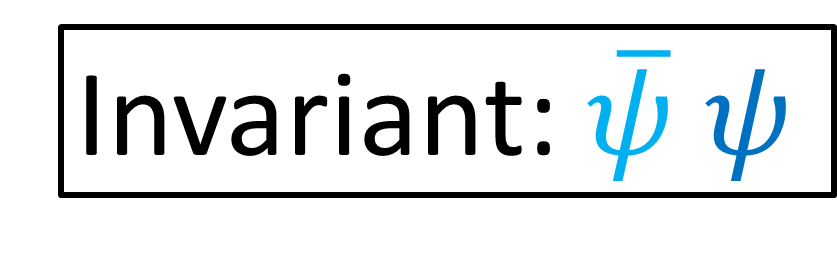 Invariant: ψ̄ ψ